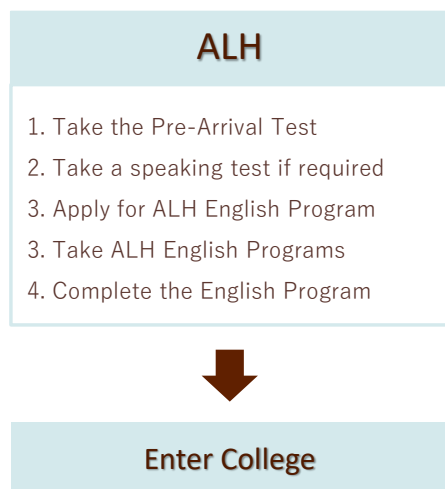 ALH
1. Take the Pre-Arrival Test
2. Take a speaking test if required
3. Apply for ALH English Program
3. Take ALH English Programs
4. Complete the English Program
Enter College